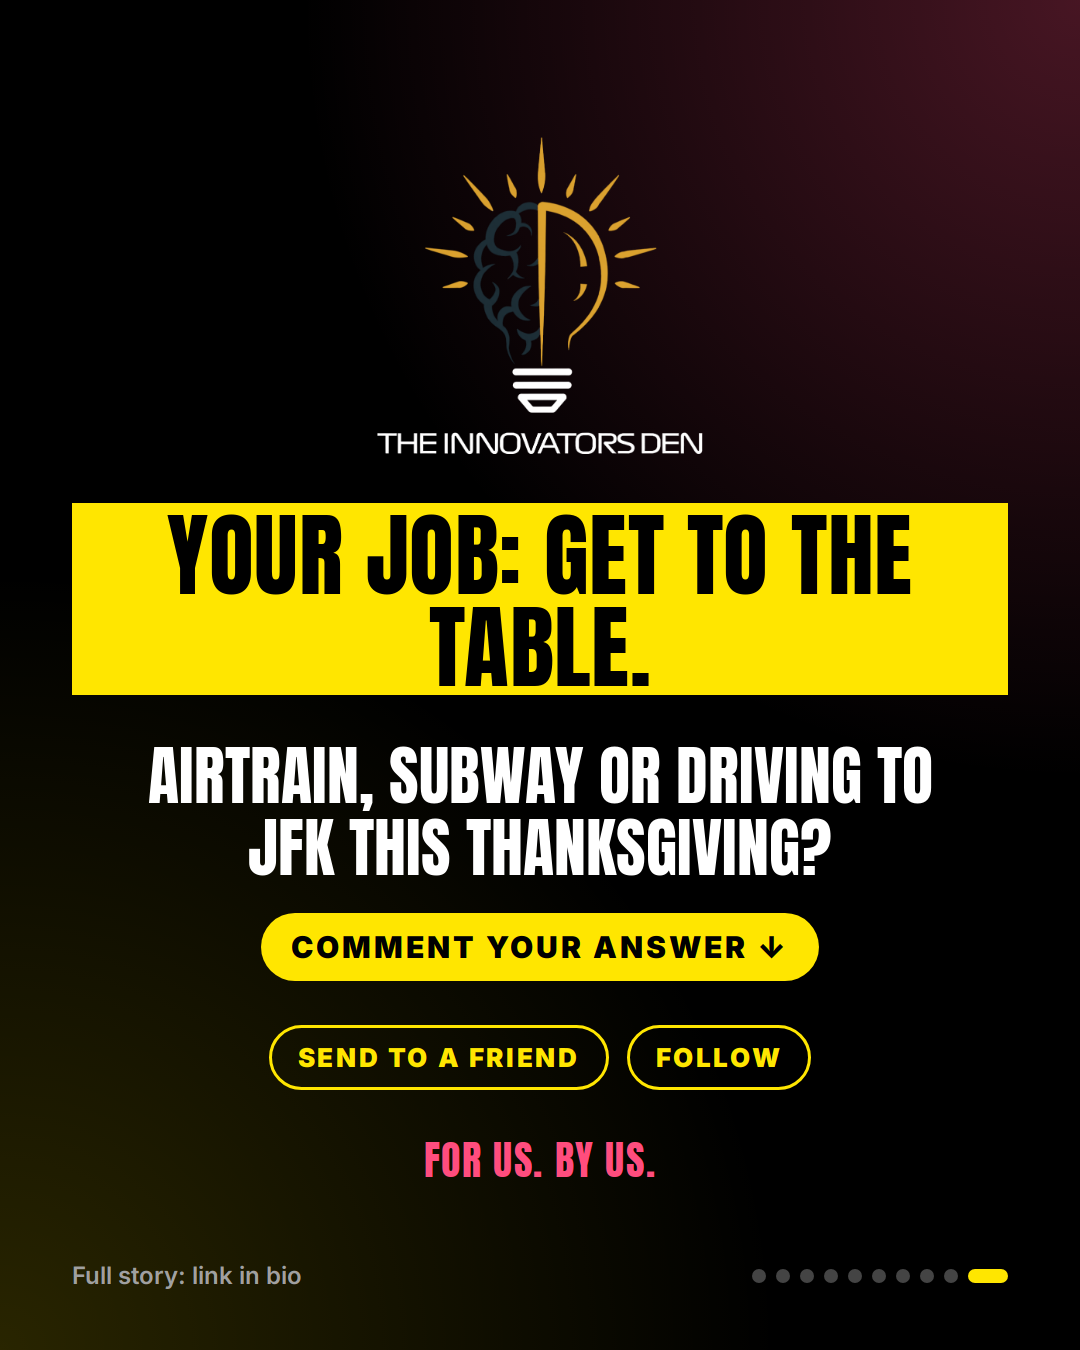 THE INNOVATORS DEN
YOUR JOB: GET TO THE
TABLE.
AIRTRAIN, SUBWAY OR DRIVING TO
JFK THIS THANKSGIVING?
COMMENT YOUR ANSWER ↓
SEND TO A FRIEND
FOLLOW
FOR US. BY US.
Full story: link in bio